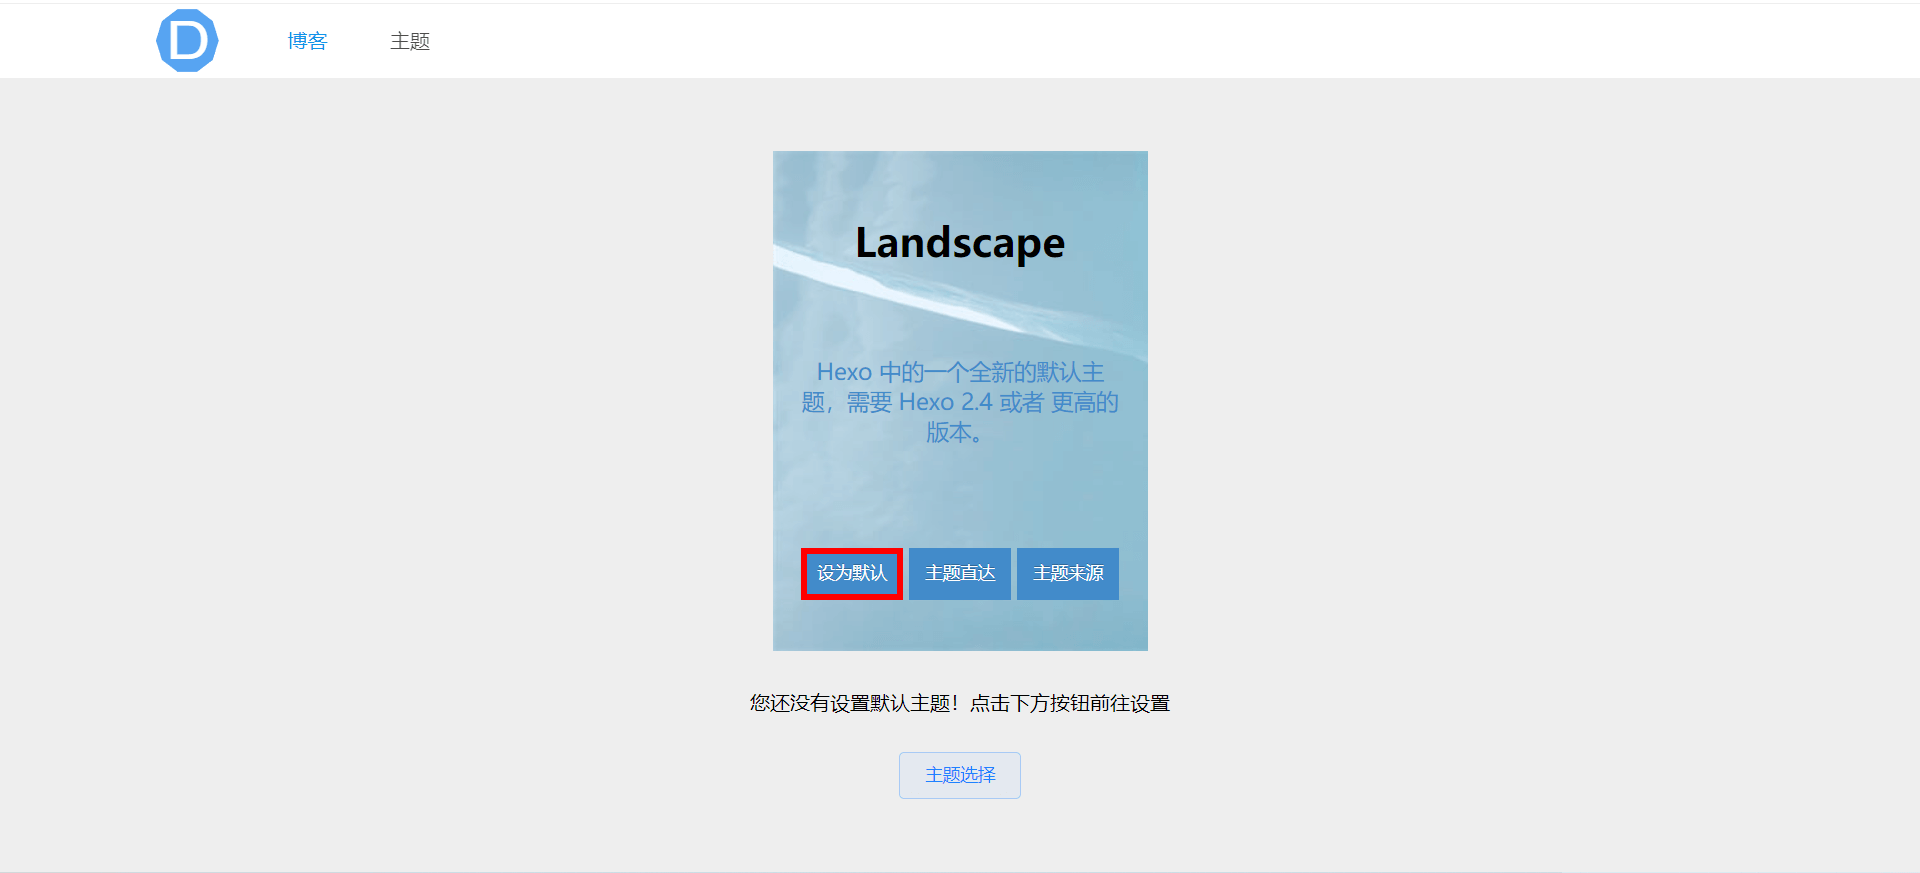 D
博客
主题
Landscape
Hexo 中的一个全新的默认主
题，需要 Hexo 2.4 或者 更高的
版本。
设为默认
主题直达
主题来源
您还没有设置默认主题！点击下方按钮前往设置
主题选择